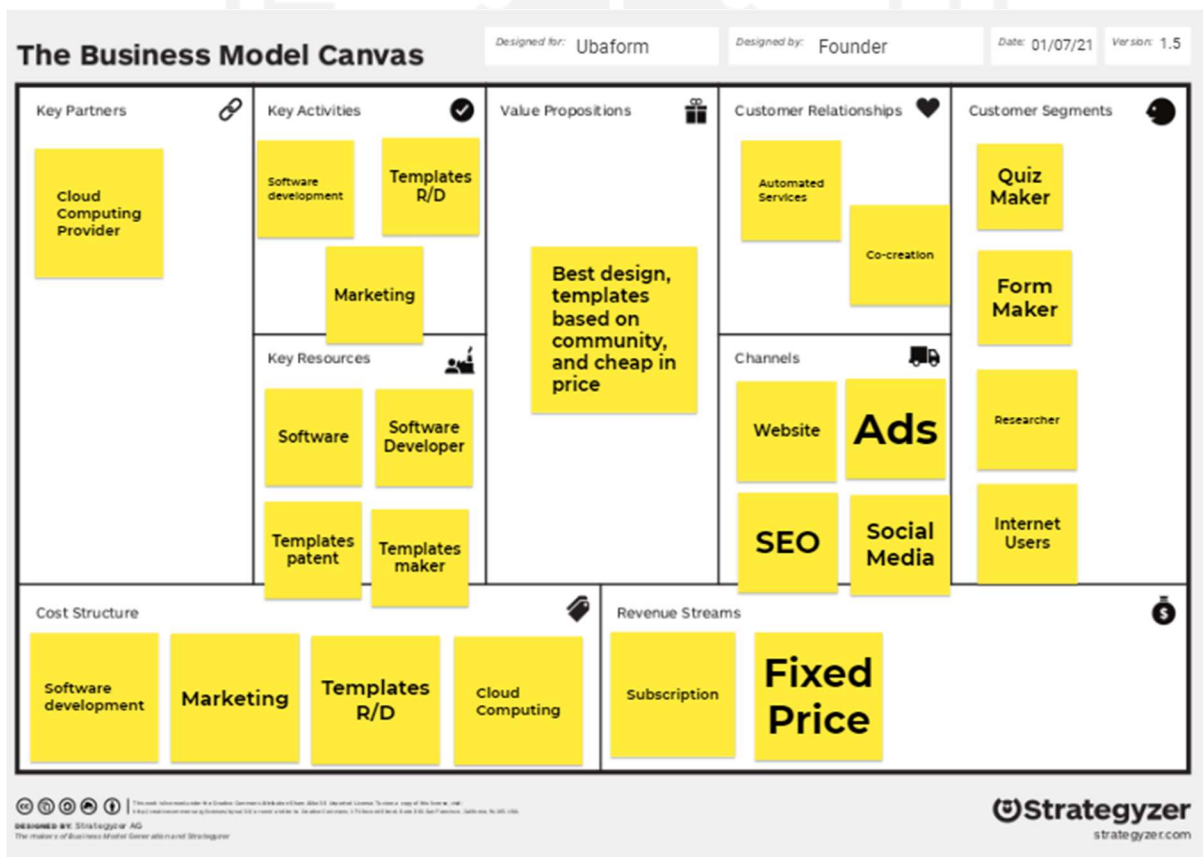 The Business Model Canvas
Designed for: Ubaform
Designed by: Founder
Date: 01/07/21
Version: 1.5
Key Partners
Cloud
Computing
Provider
Key Activities
Software
development
Templates
R/D
Marketing
Key Resources
Software
Software
Developer
Templates
patent
Templates
maker
Value Propositions
Best design,
templates
based on
community,
and cheap in
price
Customer Relationships
Automated
Services
Co-creation
Channels
Website
Ads
SEO
Social
Media
Customer Segments
Quiz
Maker
Form
Maker
Researcher
Internet
Users
Cost Structure
Software
development
Marketing
Templates
R/D
Cloud
Computing
Revenue Streams
Subscription
Fixed
Price
DESIGNED BY: Strategyzer AG
The makers of Business Model Generation and Strategyzer
Strategyzer
strategyzer.com